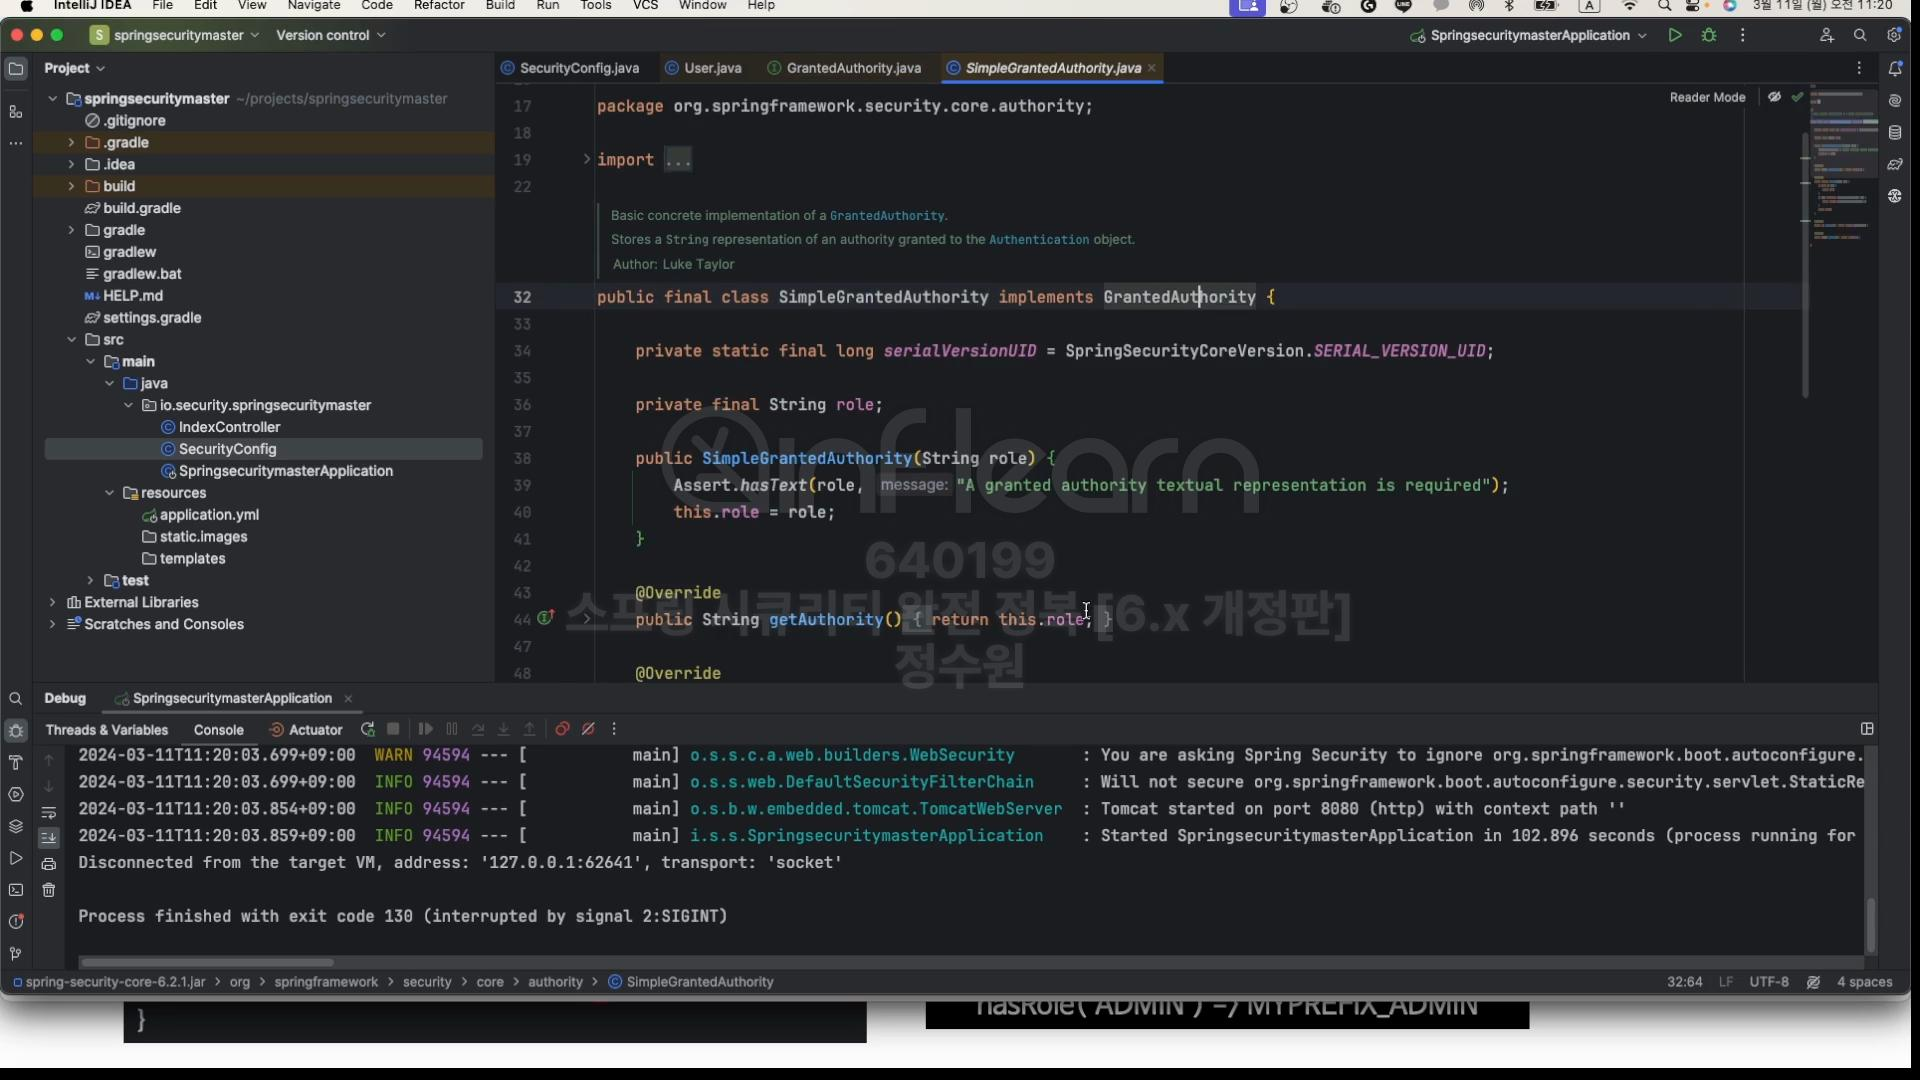 IntelliJ IDEA File Edit View Navigate Code Refactor Build Run Tools VCS Window Help
A 3월 11일 (월) 오전 11:20
S springsecuritymaster Version control
SpringsecuritymasterApplication
Project
springsecuritymaster ~/projects/springsecuritymaster
.gitignore
.gradle
.idea
build
build.gradle
gradle
gradlew
gradlew.bat
HELP.md
settings.gradle
src
main
java
io.security.springsecuritymaster
IndexController
SecurityConfig
SpringsecuritymasterApplication
resources
application.yml
static.images
templates
test
External Libraries
Scratches and Consoles
SecurityConfig.java User.java GrantedAuthority.java SimpleGrantedAuthority.java
Reader Mode
17 package org.springframework.security.core.authority;
18
19 import ...
22
Basic concrete implementation of a GrantedAuthority.
Stores a String representation of an authority granted to the Authentication object.
Author: Luke Taylor
32 public final class SimpleGrantedAuthority implements GrantedAuthority {
33
34 private static final long serialVersionUID = SpringSecurityCoreVersion.SERIAL_VERSION_UID;
35
36 private final String role;
37
38 public SimpleGrantedAuthority(String role) {
39 Assert.hasText(role, message: "A granted authority textual representation is required");
40 this.role = role;
41 }
42
43 @Override
44 public String getAuthority() { return this.role; }
47
48 @Override
inflearn
640199
스프링 시큐리티 완전 정복 [6.x 개정판]
정수원
Debug SpringsecuritymasterApplication
Threads & Variables Console Actuator
2024-03-11T11:20:03.699+09:00 WARN 94594 --- [ main] o.s.s.c.a.web.builders.WebSecurity : You are asking Spring Security to ignore org.springframework.boot.autoconfigure.
2024-03-11T11:20:03.699+09:00 INFO 94594 --- [ main] o.s.s.web.DefaultSecurityFilterChain : Will not secure org.springframework.boot.autoconfigure.security.servlet.StaticRe
2024-03-11T11:20:03.854+09:00 INFO 94594 --- [ main] o.s.b.w.embedded.tomcat.TomcatWebServer : Tomcat started on port 8080 (http) with context path ''
2024-03-11T11:20:03.859+09:00 INFO 94594 --- [ main] i.s.s.SpringsecuritymasterApplication : Started SpringsecuritymasterApplication in 102.896 seconds (process running for
Disconnected from the target VM, address: '127.0.0.1:62641', transport: 'socket'
Process finished with exit code 130 (interrupted by signal 2:SIGINT)
spring-security-core-6.2.1.jar > org > springframework > security > core > authority > SimpleGrantedAuthority
32:64 LF UTF-8 4 spaces
}
hasRole("ADMIN") => MYPREFIX_ADMIN